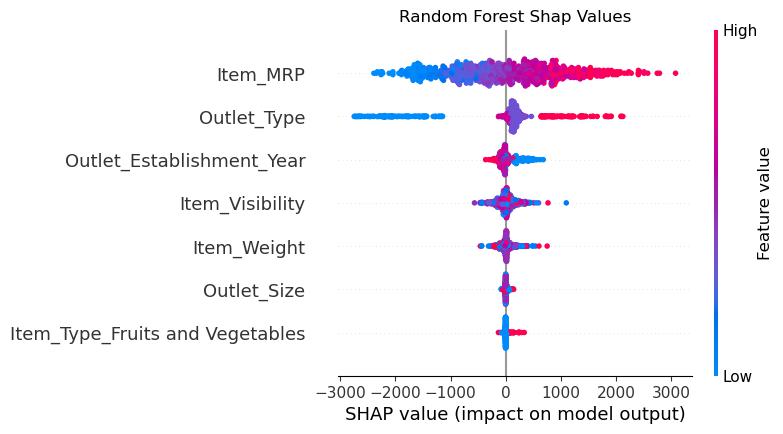 Random Forest Shap Values
High
Item_MRP
Outlet_Type
Outlet_Establishment_Year
Item_Visibility
Item_Weight
Outlet_Size
Item_Type_Fruits and Vegetables
Feature value
Low
−3000 −2000 −1000 0 1000 2000 3000
SHAP value (impact on model output)